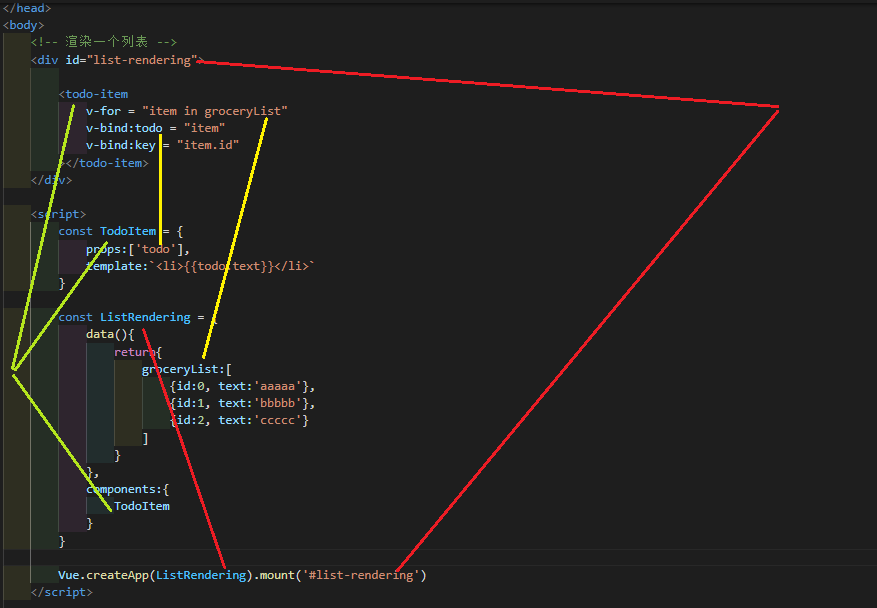 </head>
<body>
<!-- 渲染一个列表 -->
<div id="list-rendering">
<todo-item
v-for = "item in groceryList"
v-bind:todo = "item"
v-bind:key = "item.id"
></todo-item>
</div>
<script>
const TodoItem = {
props:['todo'],
template:`<li>{{todo.text}}</li>`
}
const ListRendering = {
data(){
return{
groceryList:[
{id:0, text:'aaaaa'},
{id:1, text:'bbbbb'},
{id:2, text:'ccccc'}
]
}
},
components:{
TodoItem
}
}
Vue.createApp(ListRendering).mount('#list-rendering')
</script>